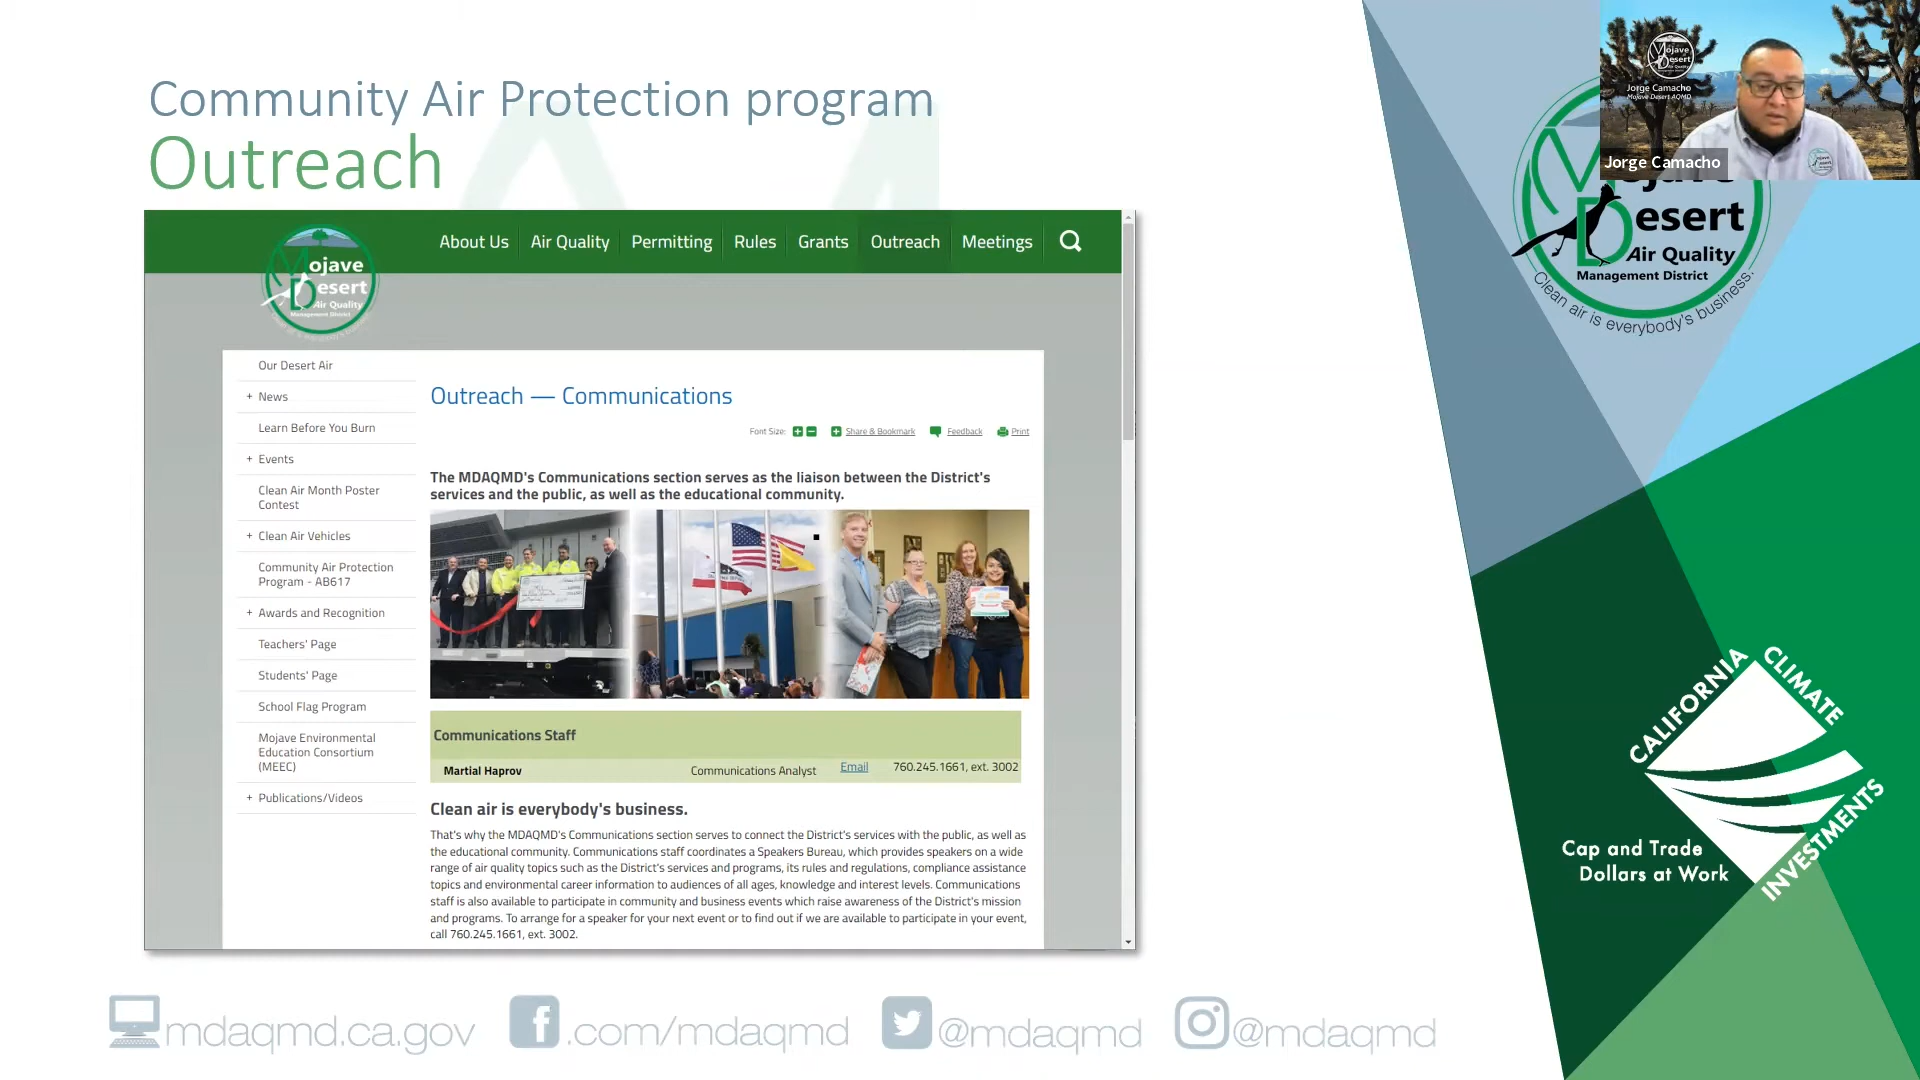 Community Air Protection program
Outreach
Mojave
Desert
Air Quality
Jorge Camacho
Mojave Desert AQMD
Jorge Camacho
esert
Air Quality
Management District
Clean air is everybody's business.
About Us
Air Quality
Permitting
Rules
Grants
Outreach
Meetings
Mojave
Desert
Air Quality
Management District
Our Desert Air
+ News
Learn Before You Burn
+ Events
Clean Air Month Poster
Contest
+ Clean Air Vehicles
Community Air Protection
Program - AB617
+ Awards and Recognition
Teachers' Page
Students' Page
School Flag Program
Mojave Environmental
Education Consortium
(MEEC)
+ Publications/Videos
Outreach — Communications
Font Size: Share & Bookmark Feedback Print
The MDAQMD's Communications section serves as the liaison between the District's
services and the public, as well as the educational community.
Communications Staff
Martial Haprov Communications Analyst Email 760.245.1661, ext. 3002
Clean air is everybody's business.
That's why the MDAQMD's Communications section serves to connect the District's services with the public, as well as
the educational community. Communications staff coordinates a Speakers Bureau, which provides speakers on a wide
range of air quality topics such as the District's services and programs, its rules and regulations, compliance assistance
topics and environmental career information to audiences of all ages, knowledge and interest levels. Communications
staff is also available to participate in community and business events which raise awareness of the District's mission
and programs. To arrange for a speaker for your next event or to find out if we are available to participate in your event,
call 760.245.1661, ext. 3002.
CALIFORNIA
CLIMATE
INVESTMENTS
Cap and Trade
Dollars at Work
mdaqmd.ca.gov
.com/mdaqmd
@mdaqmd
@mdaqmd